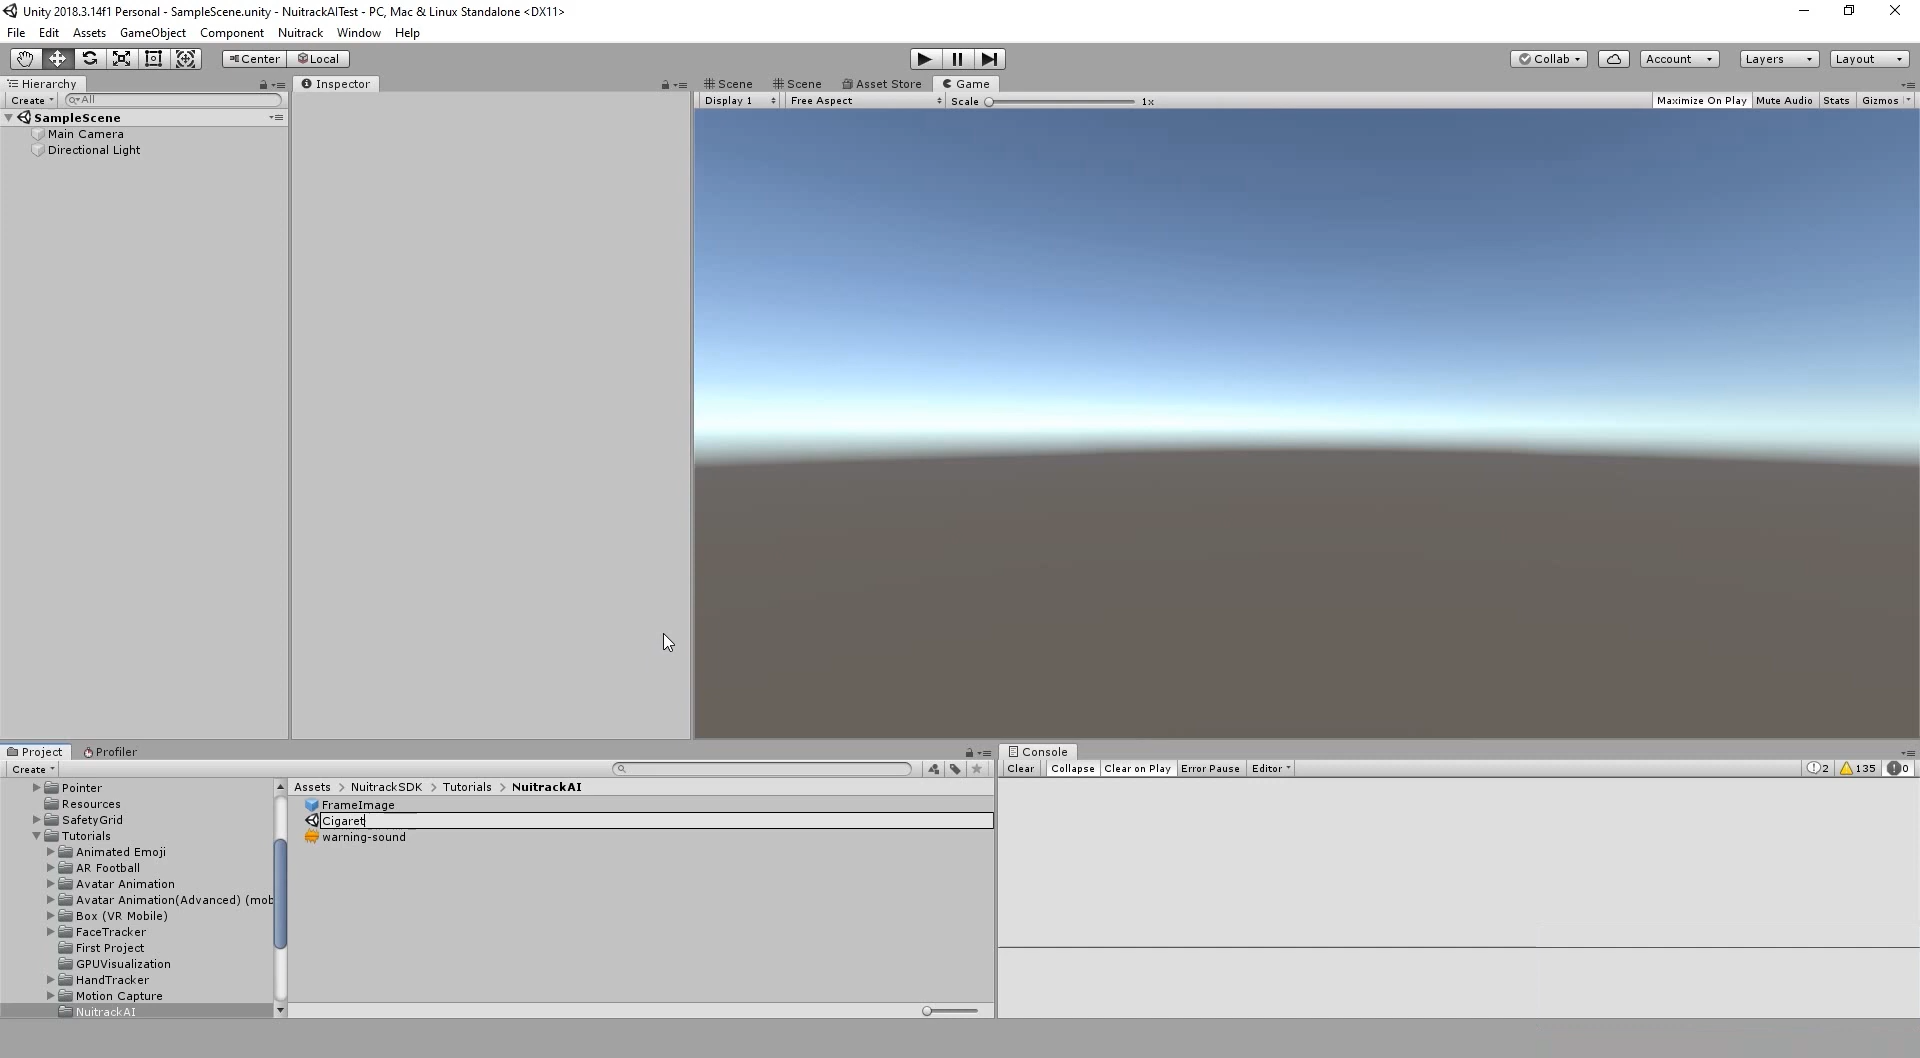 Unity 2018.3.14f1 Personal - SampleScene.unity - NuitrackAITest - PC, Mac & Linux Standalone <DX11>
File Edit Assets GameObject Component Nuitrack Window Help
Center Local Collab Account Layers Layout
Hierarchy Inspector Scene Scene Asset Store Game
Create All Display 1 Free Aspect Scale 1x Maximize On Play Mute Audio Stats Gizmos
SampleScene
Main Camera
Directional Light
Project Profiler Console
Create Clear Collapse Clear on Play Error Pause Editor 2 135 0
Pointer
Resources
SafetyGrid
Tutorials
Animated Emoji
AR Football
Avatar Animation
Avatar Animation(Advanced) (mob
Box (VR Mobile)
FaceTracker
First Project
GPUVisualization
HandTracker
Motion Capture
NuitrackAI
Assets > NuitrackSDK > Tutorials > NuitrackAI
FrameImage
Cigaret
warning-sound